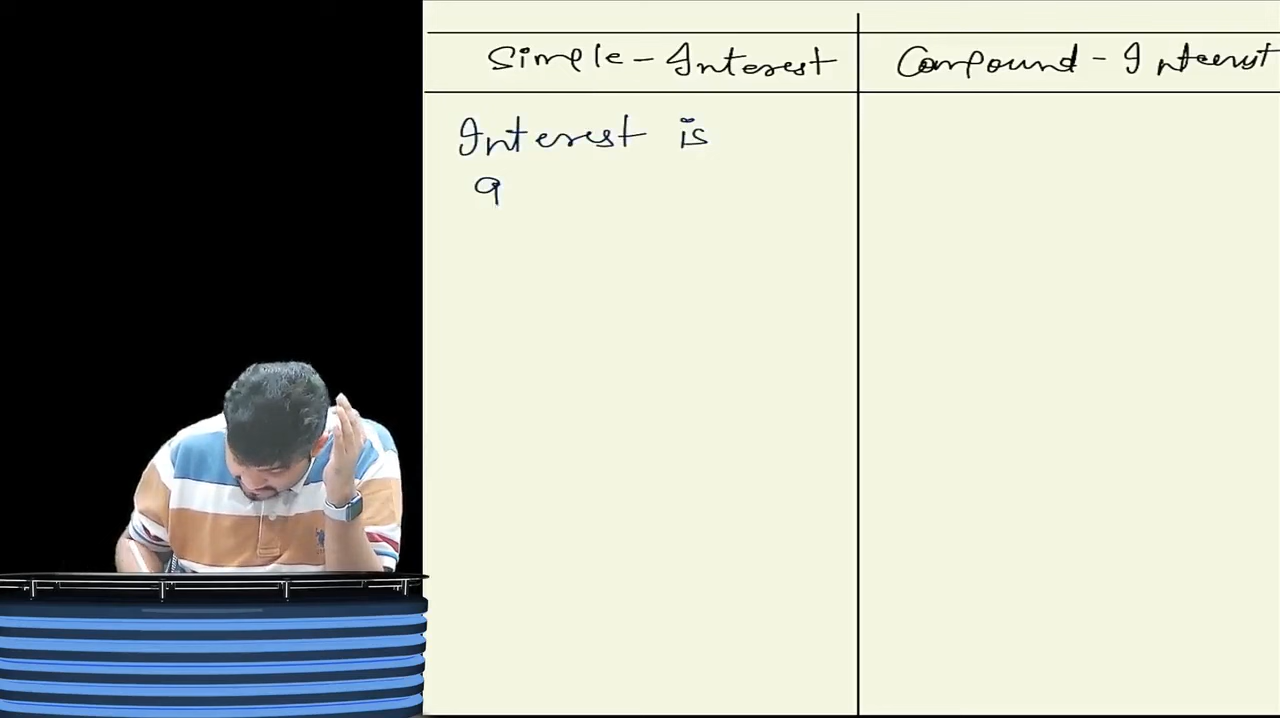 Simple - Interest
Compound - Interest
Interest is
a